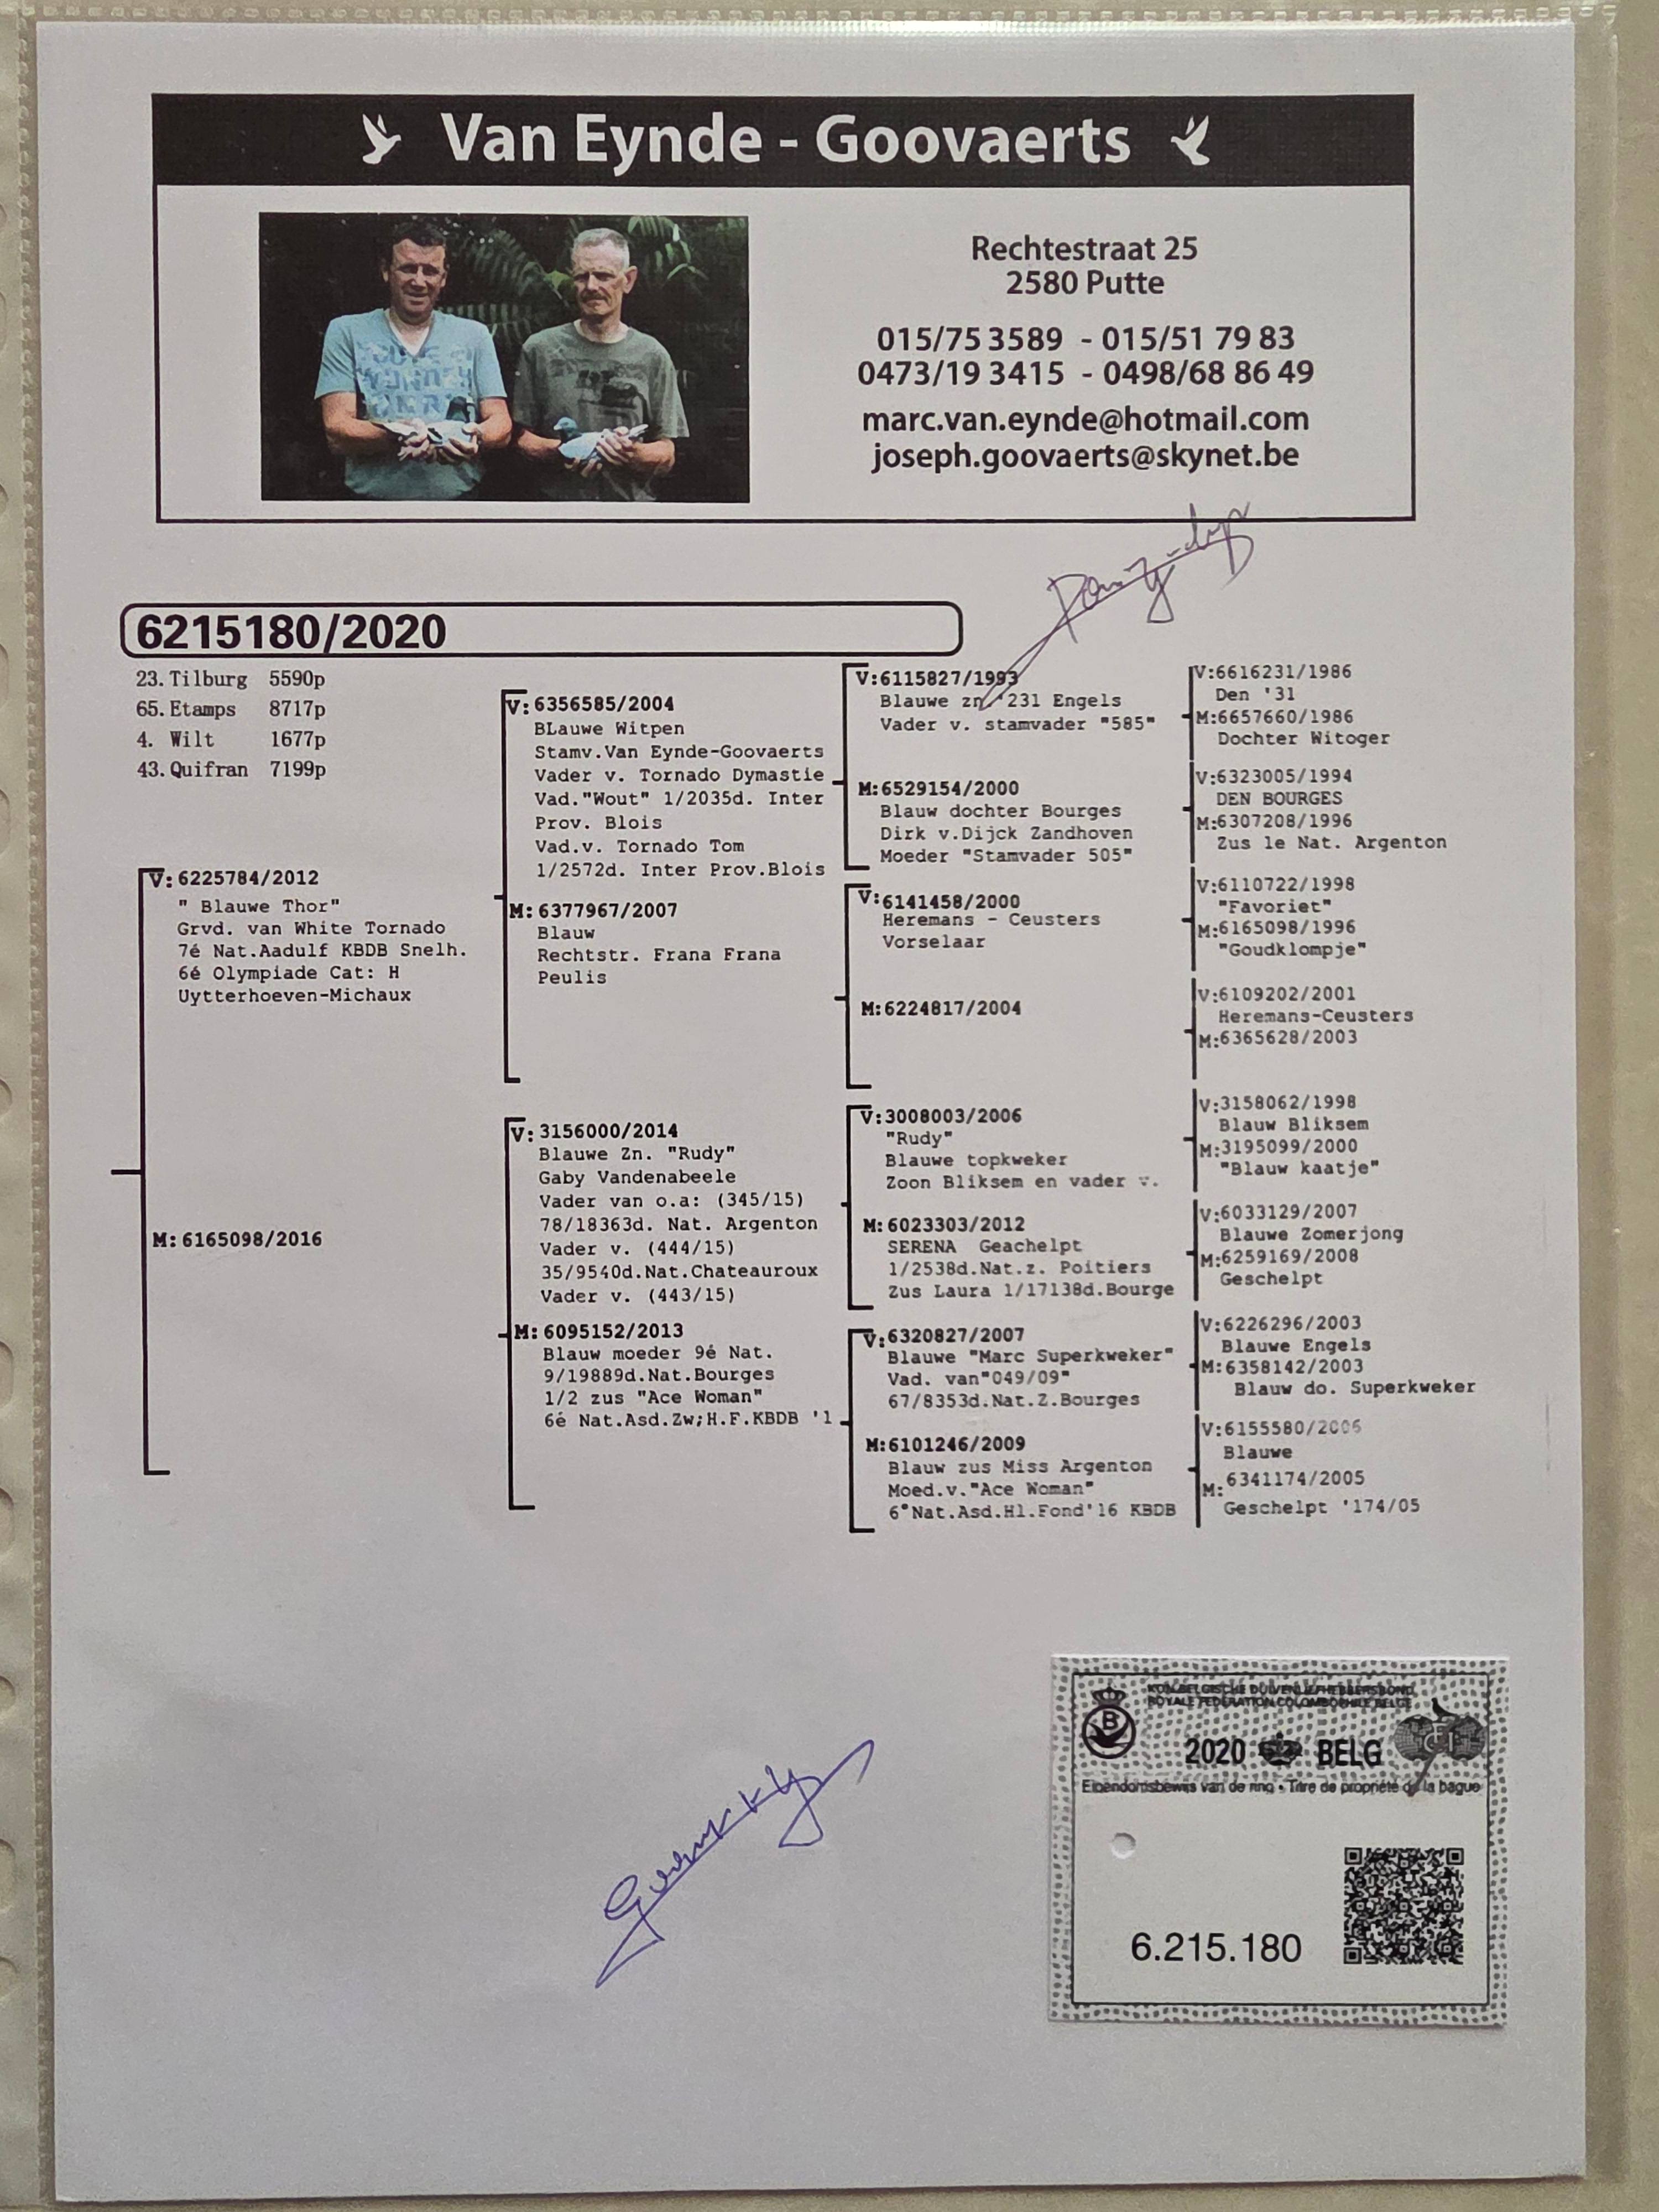 Van Eynde - Goovaerts
Rechtestraat 25
2580 Putte
015/75 3589 - 015/51 79 83
0473/19 3415 - 0498/68 86 49
marc.van.eynde@hotmail.com
joseph.goovaerts@skynet.be
6215180/2020
23. Tilburg 5590p
65. Etamps 8717p
4. Wilt 1677p
43. Quifran 7199p
V: 6225784/2012
" Blauwe Thor"
Grvd. van White Tornado
7é Nat.Aadulf KBDB Snelh.
6é Olympiade Cat: H
Uytterhoeven-Michaux
M: 6165098/2016
V: 6356585/2004
BLauwe Witpen
Stamv.Van Eynde-Goovaerts
Vader v. Tornado Dymastie
Vad."Wout" 1/2035d. Inter
Prov. Blois
Vad.v. Tornado Tom
1/2572d. Inter Prov.Blois
M: 6377967/2007
Blauw
Rechtstr. Frana Frana
Peulis
V: 3156000/2014
Blauwe Zn. "Rudy"
Gaby Vandenabeele
Vader van o.a: (345/15)
78/18363d. Nat. Argenton
Vader v. (444/15)
35/9540d.Nat.Chateauroux
Vader v. (443/15)
M: 6095152/2013
Blauw moeder 9é Nat.
9/19889d.Nat.Bourges
1/2 zus "Ace Woman"
6é Nat.Asd.Zw;H.F.KBDB '1
V:6115827/1993
Blauwe zn. '231 Engels
Vader v. stamvader "585"
M:6529154/2000
Blauw dochter Bourges
Dirk v.Dijck Zandhoven
Moeder "Stamvader 505"
V:6141458/2000
Heremans - Ceusters
Vorselaar
M:6224817/2004
V:3008003/2006
"Rudy"
Blauwe topkweker
Zoon Bliksem en vader v.
M:6023303/2012
SERENA Geachelpt
1/2538d.Nat.z. Poitiers
Zus Laura 1/17138d.Bourge
V:6320827/2007
Blauwe "Marc Superkweker"
Vad. van"049/09"
67/8353d.Nat.Z.Bourges
M:6101246/2009
Blauw zus Miss Argenton
Moed.v."Ace Woman"
6°Nat.Asd.Hl.Fond'16 KBDB
V:6616231/1986
Den '31
M:6657660/1986
Dochter Witoger
V:6323005/1994
DEN BOURGES
M:6307208/1996
Zus le Nat. Argenton
V:6110722/1998
"Favoriet"
M:6165098/1996
"Goudklompje"
V:6109202/2001
Heremans-Ceusters
M:6365628/2003
V:3158062/1998
Blauw Bliksem
M:3195099/2000
"Blauw kaatje"
V:6033129/2007
Blauwe Zomerjong
M:6259169/2008
Geschelpt
V:6226296/2003
Blauwe Engels
M:6358142/2003
Blauw do. Superkweker
V:6155580/2006
Blauwe
M: 6341174/2005
Geschelpt '174/05
KON.BELGISCHE DUIVENLIEFHEBBERSBOND
ROYALE FEDERATION COLOMBOPHILE BELGE
B
2020 BELG
FCI
Eigendomsbewijs van de ring • Titre de propriété de la bague
6.215.180